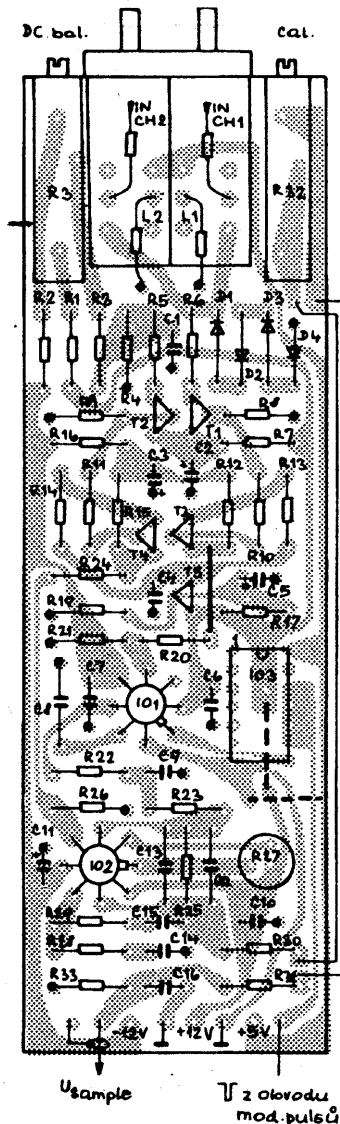 DC bal.
Cal.
IN
CH2
IN
CH1
R3
R32
L2
L1
R2 R1 R3 R5 R6 D1 D3
C1
R4
D4
D2
T2
T1
R8
R16
C2
R7
R11
C3
R12
R13
R14
R15
T4
T3
R24
R10
C4
T5
C5
R19
R17
R21
R20
C7
C6
103
C8
101
R22
C9
R26
R23
C11
102
C13
R25
R27
C15
C10
C14
R30
R33
C16
-12V +12V +5V
Usample
z obvodu
mod. pulsů